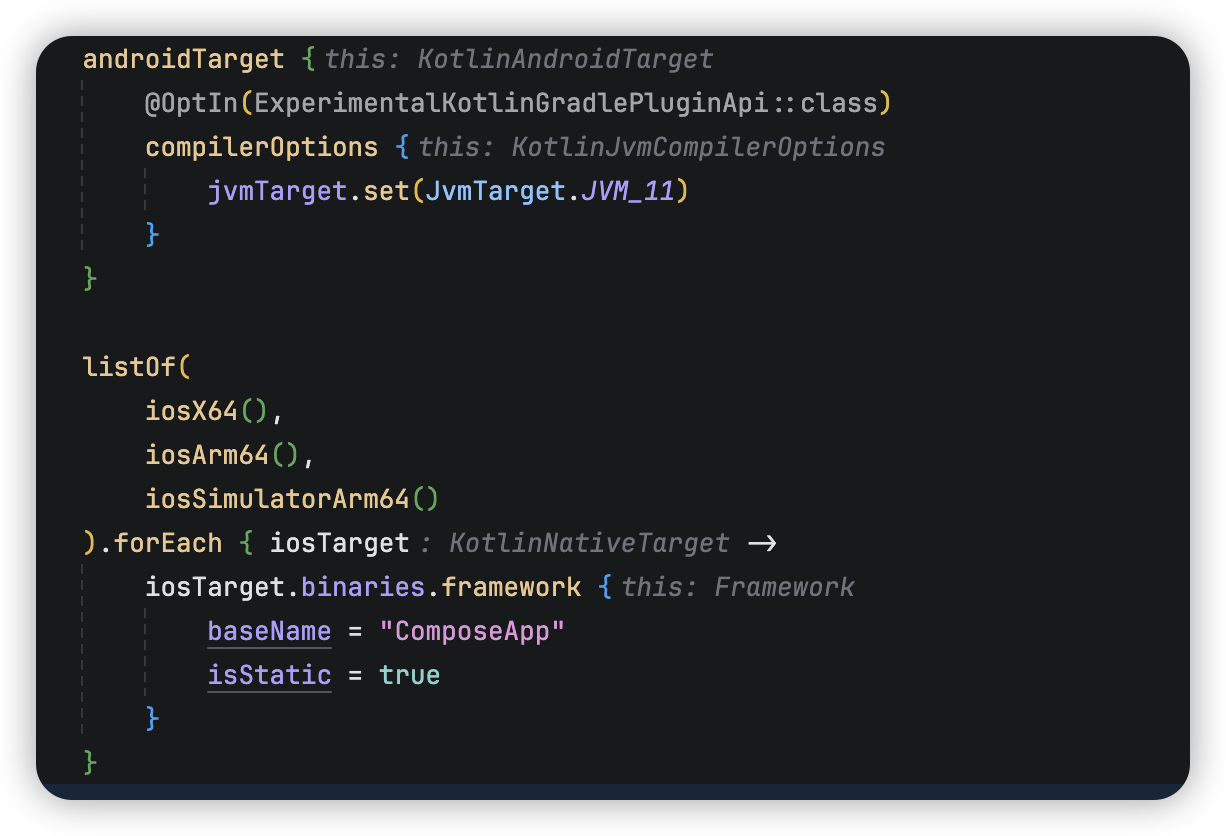 androidTarget { this: KotlinAndroidTarget
@OptIn(ExperimentalKotlinGradlePluginApi::class)
compilerOptions { this: KotlinJvmCompilerOptions
jvmTarget.set(JvmTarget.JVM_11)
}
}
listOf(
iosX64(),
iosArm64(),
iosSimulatorArm64()
).forEach { iosTarget : KotlinNativeTarget ->
iosTarget.binaries.framework { this: Framework
baseName = "ComposeApp"
isStatic = true
}
}